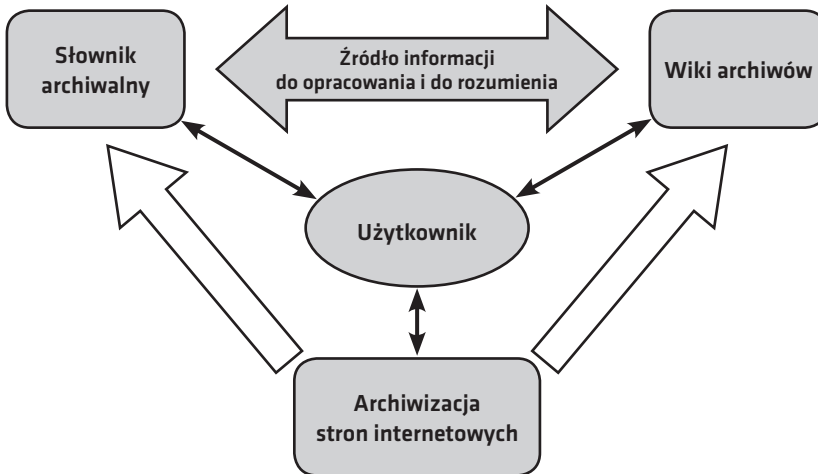 Słownik
archiwalny
Źródło informacji
do opracowania i do rozumienia
Wiki archiwów
Użytkownik
Archiwizacja
stron internetowych